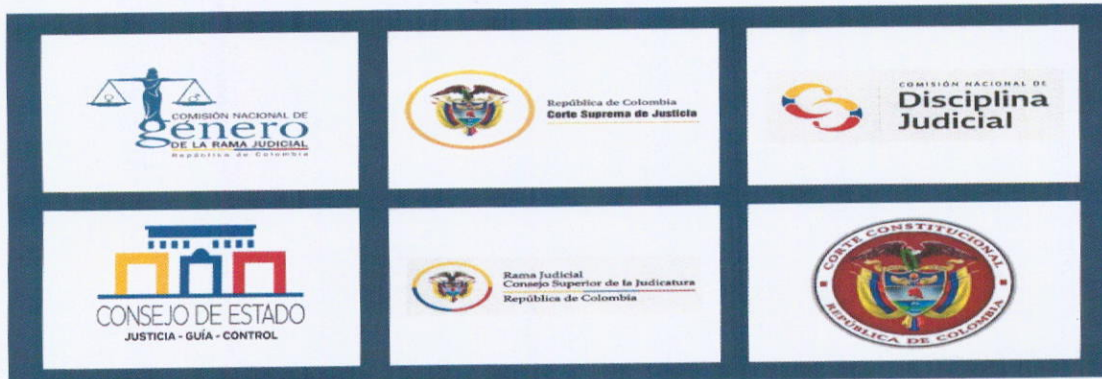 COMISIÓN NACIONAL DE
género
DE LA RAMA JUDICIAL
República de Colombia
República de Colombia
Corte Suprema de Justicia
COMISIÓN NACIONAL DE
Disciplina
Judicial
CONSEJO DE ESTADO
JUSTICIA - GUÍA - CONTROL
Rama Judicial
Consejo Superior de la Judicatura
República de Colombia
CORTE CONSTITUCIONAL
REPÚBLICA DE COLOMBIA